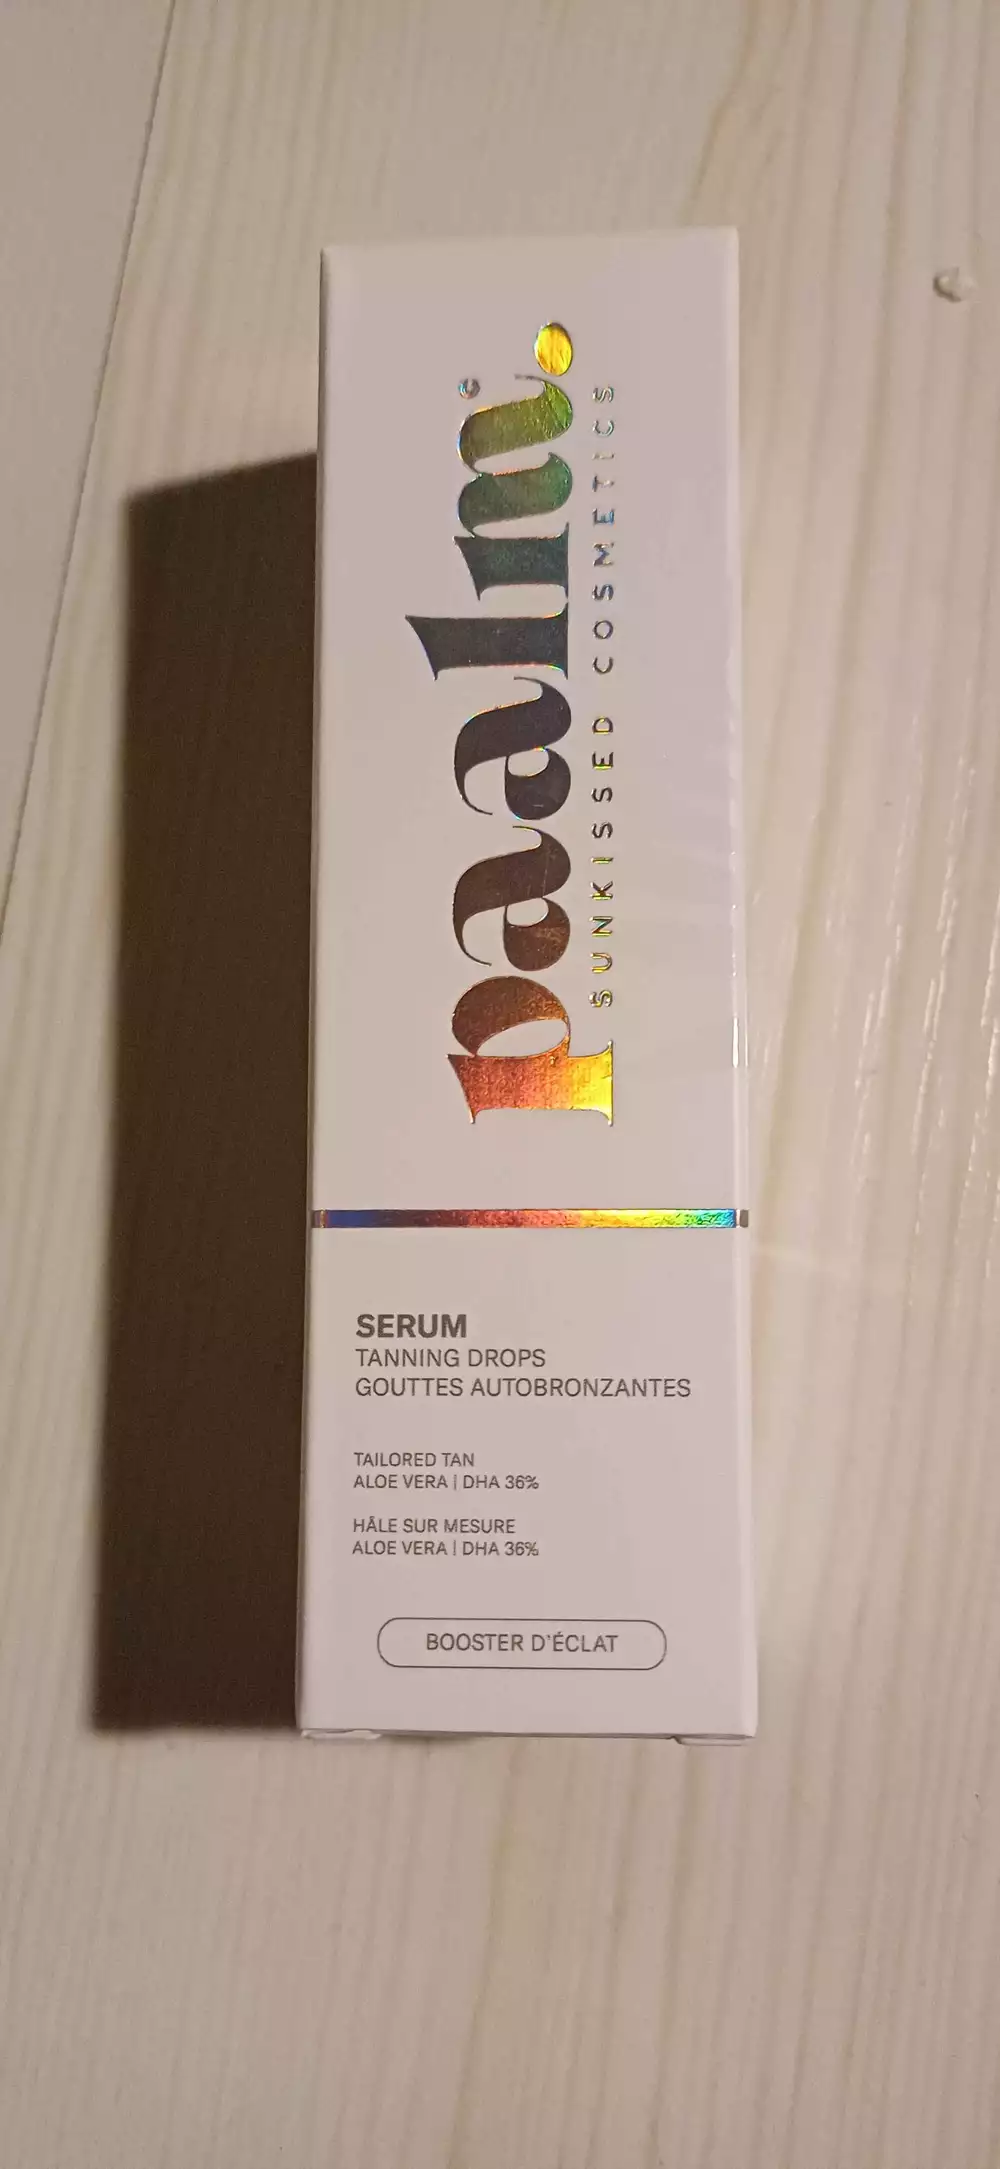 paalm.©
SUNKISSED COSMETICS
SERUM
TANNING DROPS
GOUTTES AUTOBRONZANTES
TAILORED TAN
ALOE VERA | DHA 36%
HÂLE SUR MESURE
ALOE VERA | DHA 36%
BOOSTER D'ÉCLAT